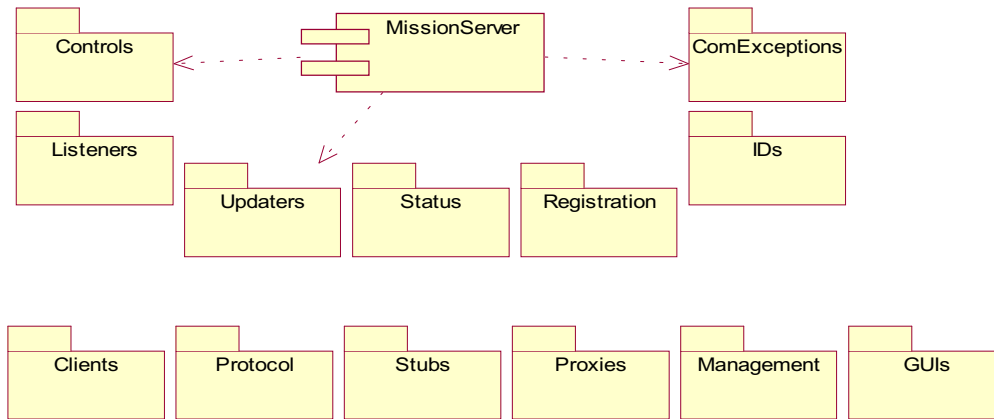 MissionServer
Controls
ComExceptions
Listeners
IDs
Updaters
Status
Registration
Clients
Protocol
Stubs
Proxies
Management
GUIs